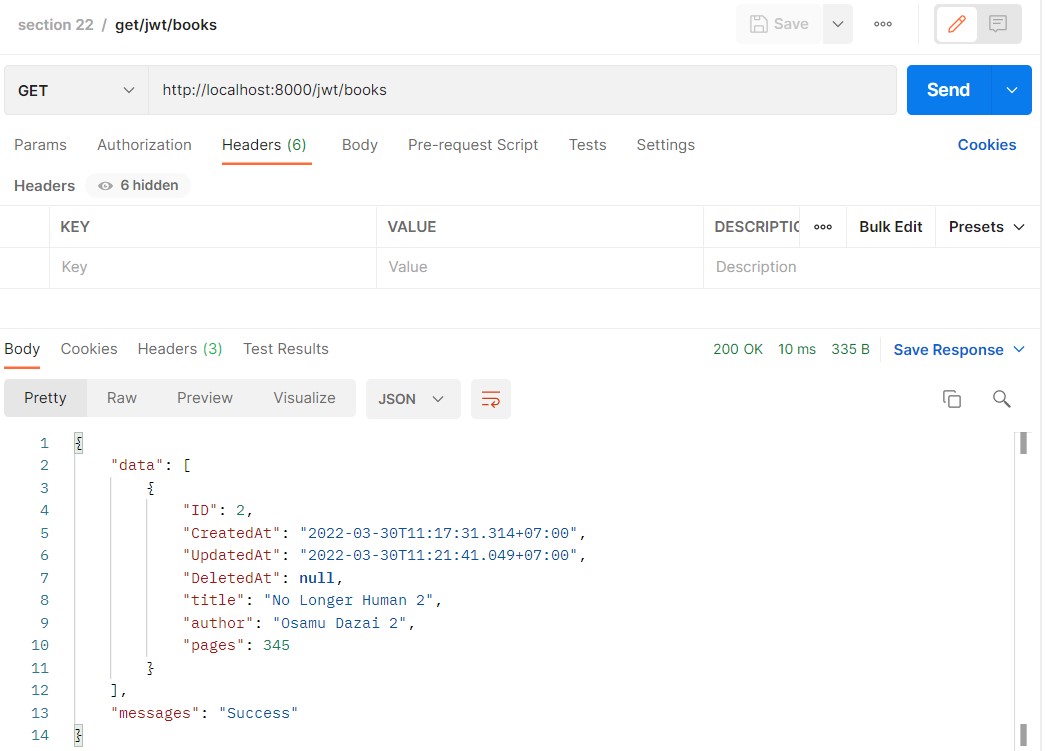 section 22 / get/jwt/books Save ooo
GET http://localhost:8000/jwt/books Send
Params Authorization Headers (6) Body Pre-request Script Tests Settings Cookies
Headers 6 hidden
KEY VALUE DESCRIPTIC ooo Bulk Edit Presets
Key Value Description
Body Cookies Headers (3) Test Results 200 OK 10 ms 335 B Save Response
Pretty Raw Preview Visualize JSON
1 {
2 "data": [
3 {
4 "ID": 2,
5 "CreatedAt": "2022-03-30T11:17:31.314+07:00",
6 "UpdatedAt": "2022-03-30T11:21:41.049+07:00",
7 "DeletedAt": null,
8 "title": "No Longer Human 2",
9 "author": "Osamu Dazai 2",
10 "pages": 345
11 }
12 ],
13 "messages": "Success"
14 }